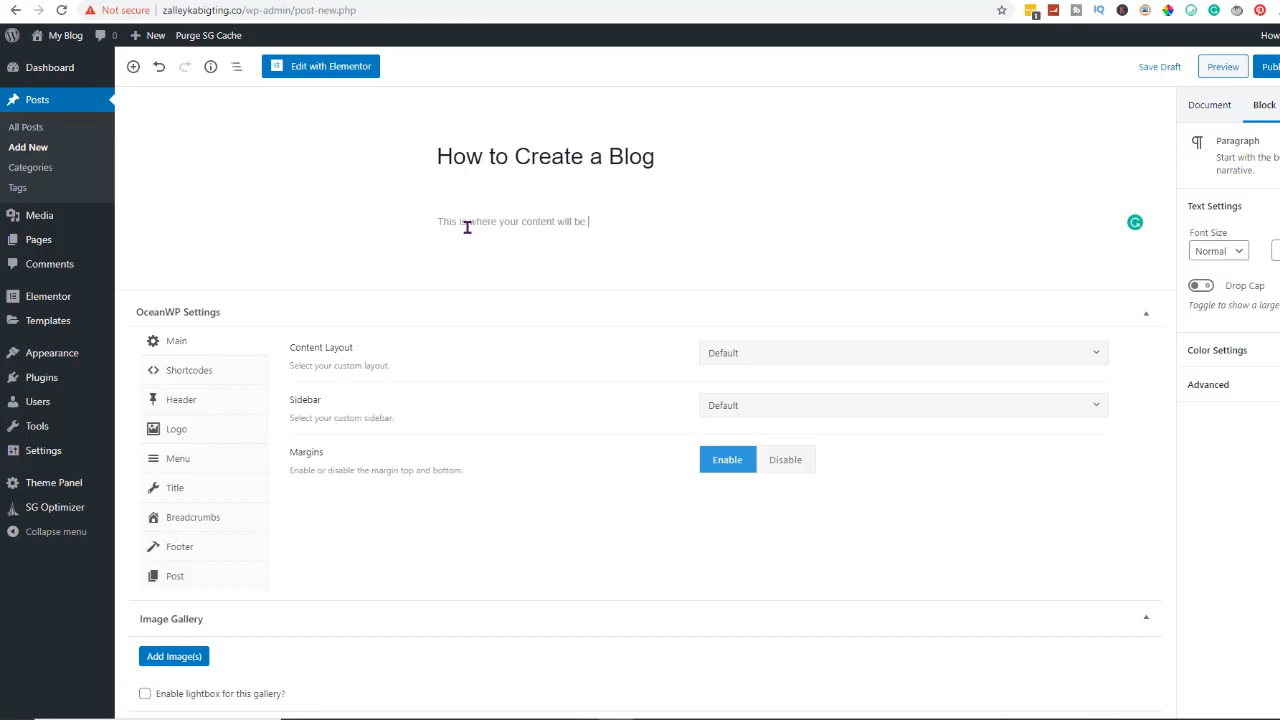 Not secure | zalleykabigting.co/wp-admin/post-new.php
1
My Blog 0 New Purge SG Cache How
Dashboard
Posts
All Posts
Add New
Categories
Tags
Media
Pages
Comments
Elementor
Templates
Appearance
Plugins
Users
Tools
Settings
Theme Panel
SG Optimizer
Collapse menu
Edit with Elementor
Save Draft Preview Publ
How to Create a Blog
This is where your content will be
OceanWP Settings
Main
Shortcodes
Header
Logo
Menu
Title
Breadcrumbs
Footer
Post
Content Layout
Select your custom layout.
Default
Sidebar
Select your custom sidebar.
Default
Margins
Enable or disable the margin top and bottom.
Enable Disable
Image Gallery
Add Image(s)
Enable lightbox for this gallery?
Document Block
Paragraph
Start with the b
narrative.
Text Settings
Font Size
Normal
Drop Cap
Toggle to show a large
Color Settings
Advanced